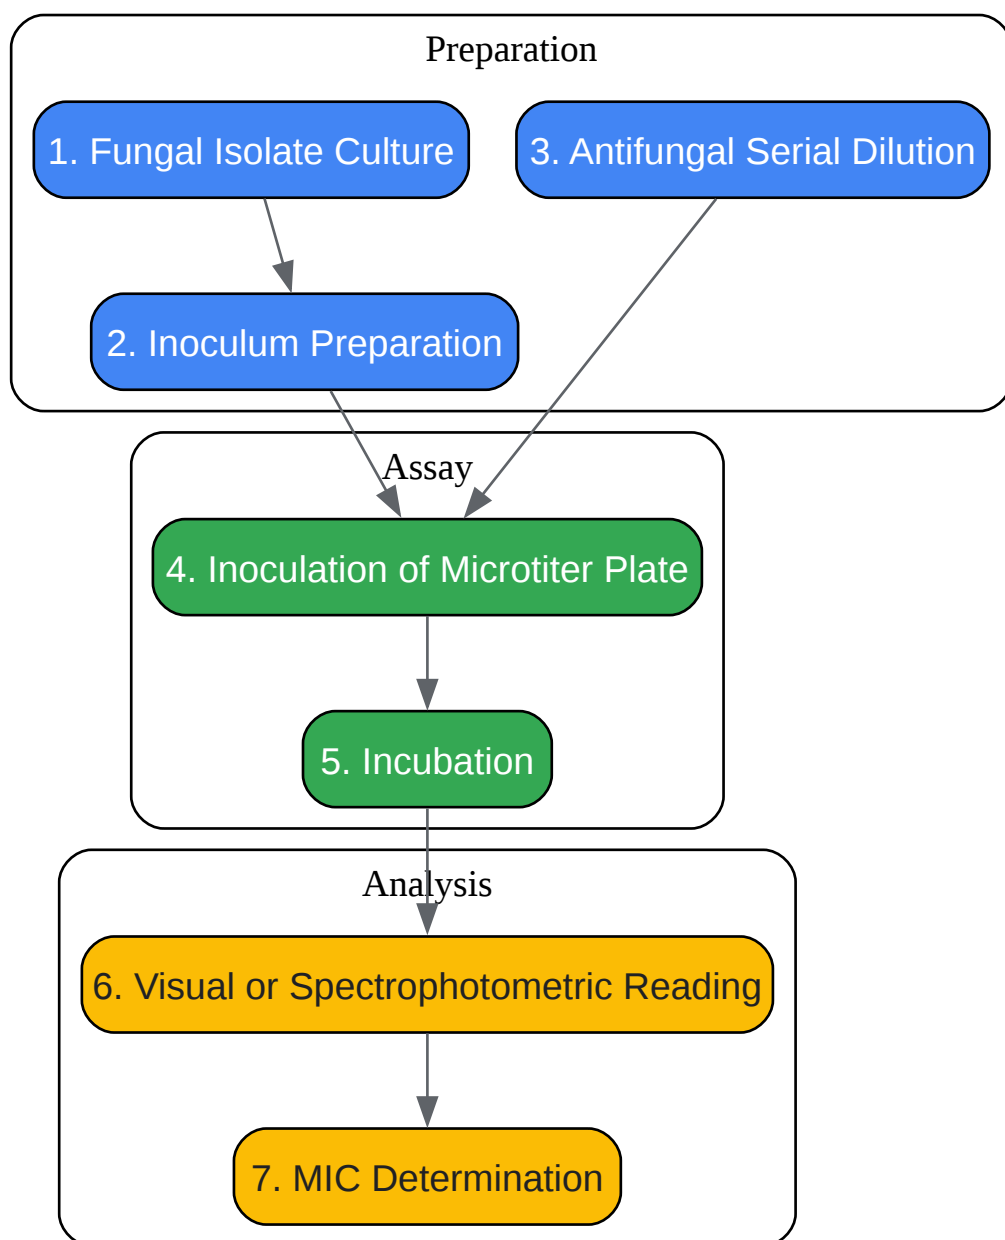 Preparation
1. Fungal Isolate Culture
3. Antifungal Serial Dilution
2. Inoculum Preparation
Assay
4. Inoculation of Microtiter Plate
5. Incubation
Analysis
6. Visual or Spectrophotometric Reading
7. MIC Determination